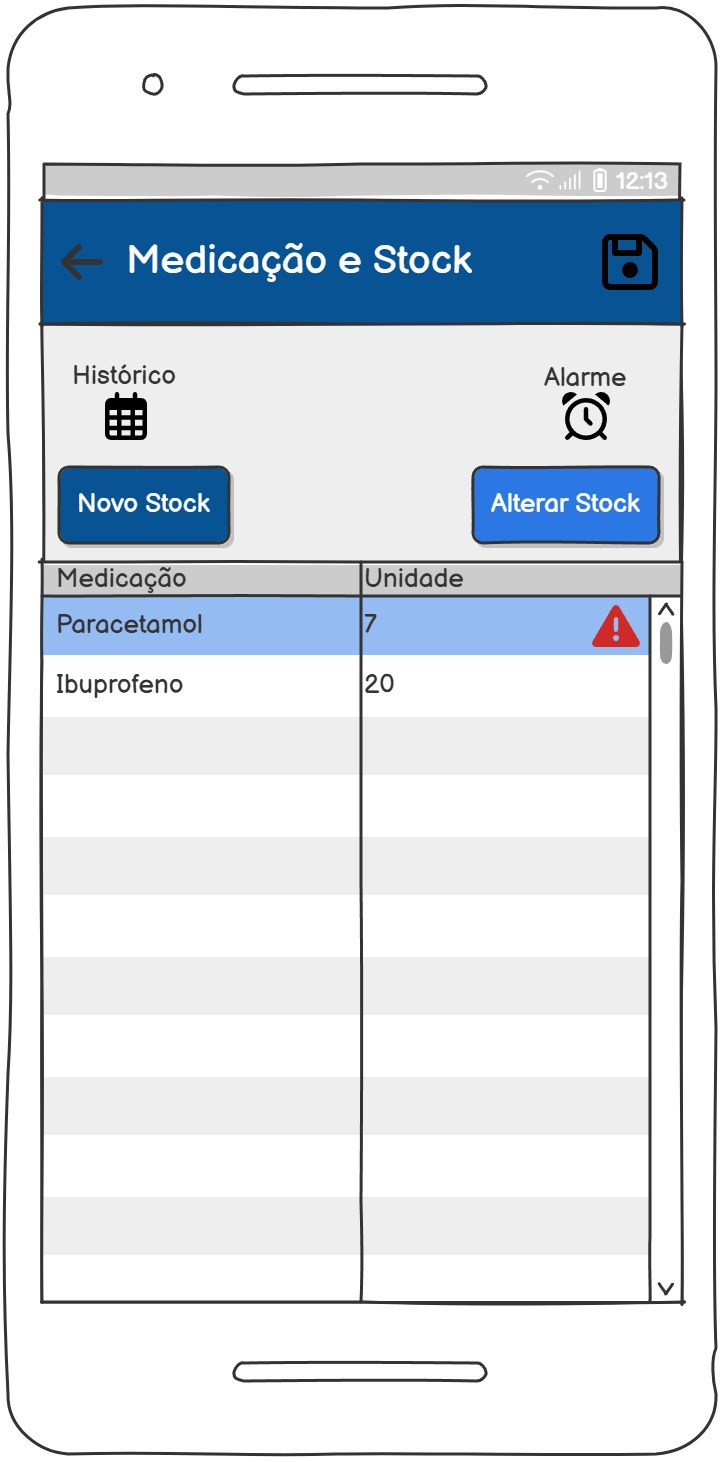 12:13
Medicação e Stock
Histórico
Alarme
Novo Stock
Alterar Stock
Medicação Unidade
Paracetamol 7
Ibuprofeno 20